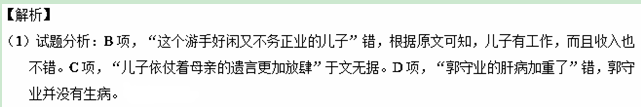 【解析】
（1）试题分析：B 项，“这个游手好闲又不务正业的儿子”错，根据原文可知，儿子有工作，而且收入也
不错。C 项，“儿子依仗着母亲的遗言更加放肆”于文无据。D 项，“郭守业的肝病加重了”错，郭守
业并没有生病。